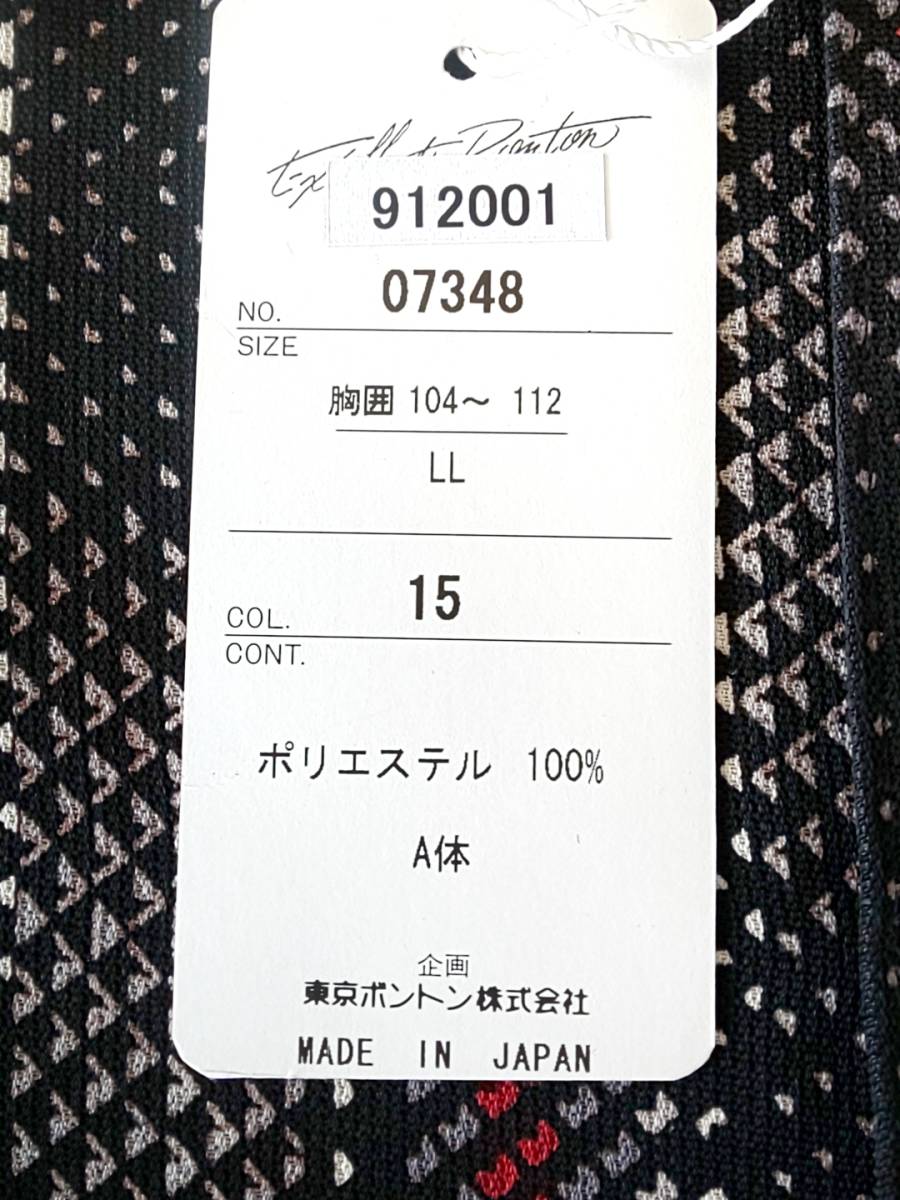 912001
NO. 07348
SIZE
胸囲 104～ 112
LL
COL. 15
CONT.
ポリエステル 100%
A体
企画
東京ボントン株式会社
MADE IN JAPAN